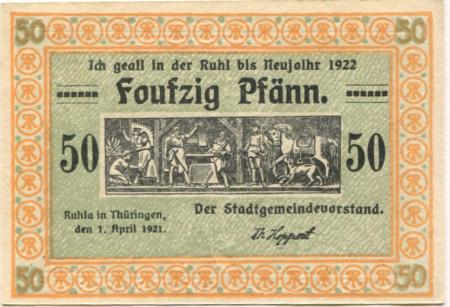 50 50
Ich geall in der Ruhl bis Neujoihr 1922
Foufzig Pfänn.
50 50
Ruhla in Thüringen,
den 1. April 1921.
Der Stadtgemeindevorstand.
50 50